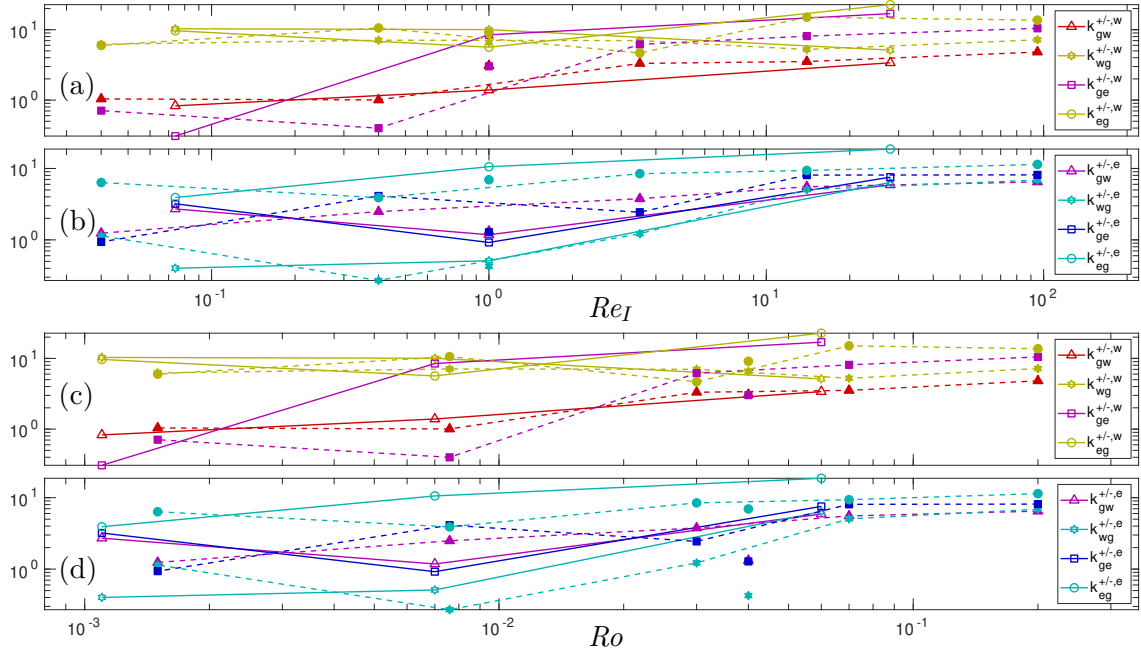 (a)
10^0
k_gw^+/-,w
k_wg^+/-,w
k_ge^+/-,w
k_eg^+/-,w
(b)
10^1
10^0
k_gw^+/-,e
k_wg^+/-,e
k_ge^+/-,e
k_eg^+/-,e
10^-1 10^0 10^1 10^2
Re_I
(c)
10^1
10^0
k_gw^+/-,w
k_wg^+/-,w
k_ge^+/-,w
k_eg^+/-,w
(d)
10^1
10^0
k_gw^+/-,e
k_wg^+/-,e
k_ge^+/-,e
k_eg^+/-,e
10^-3 10^-2 10^-1
Ro